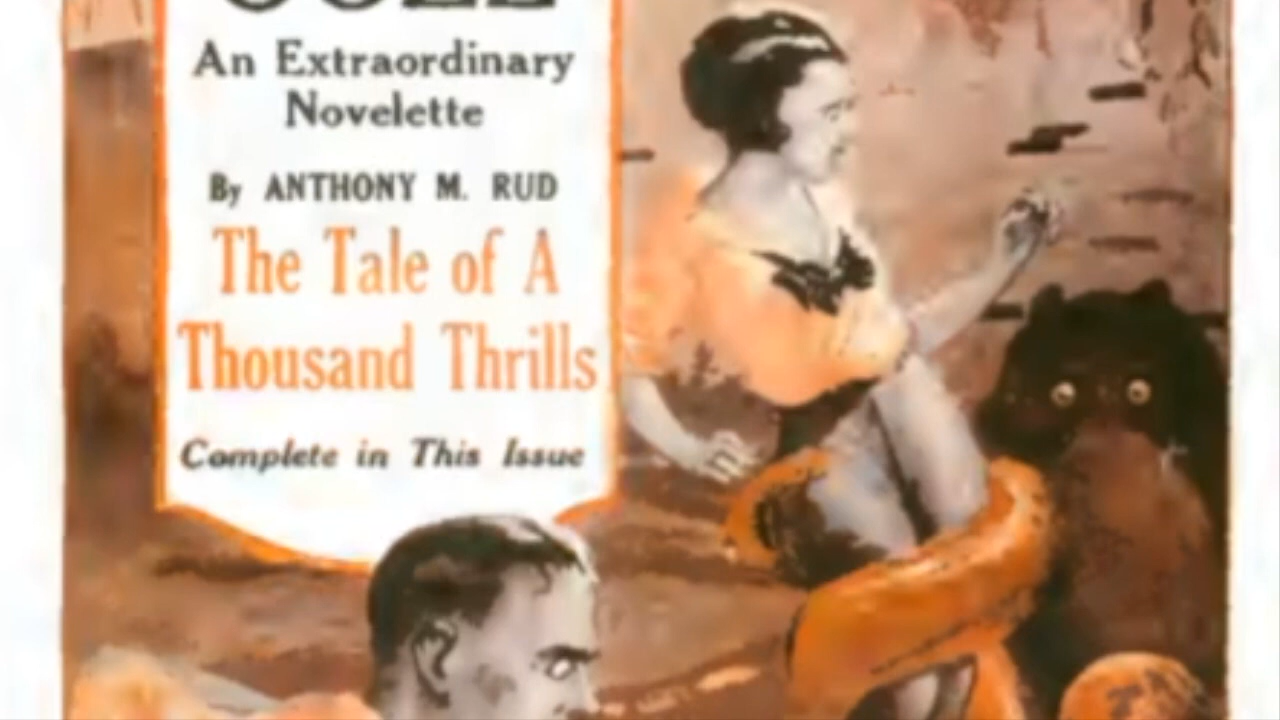 An Extraordinary
Novelette
By ANTHONY M. RUD
The Tale of A
Thousand Thrills
Complete in This Issue